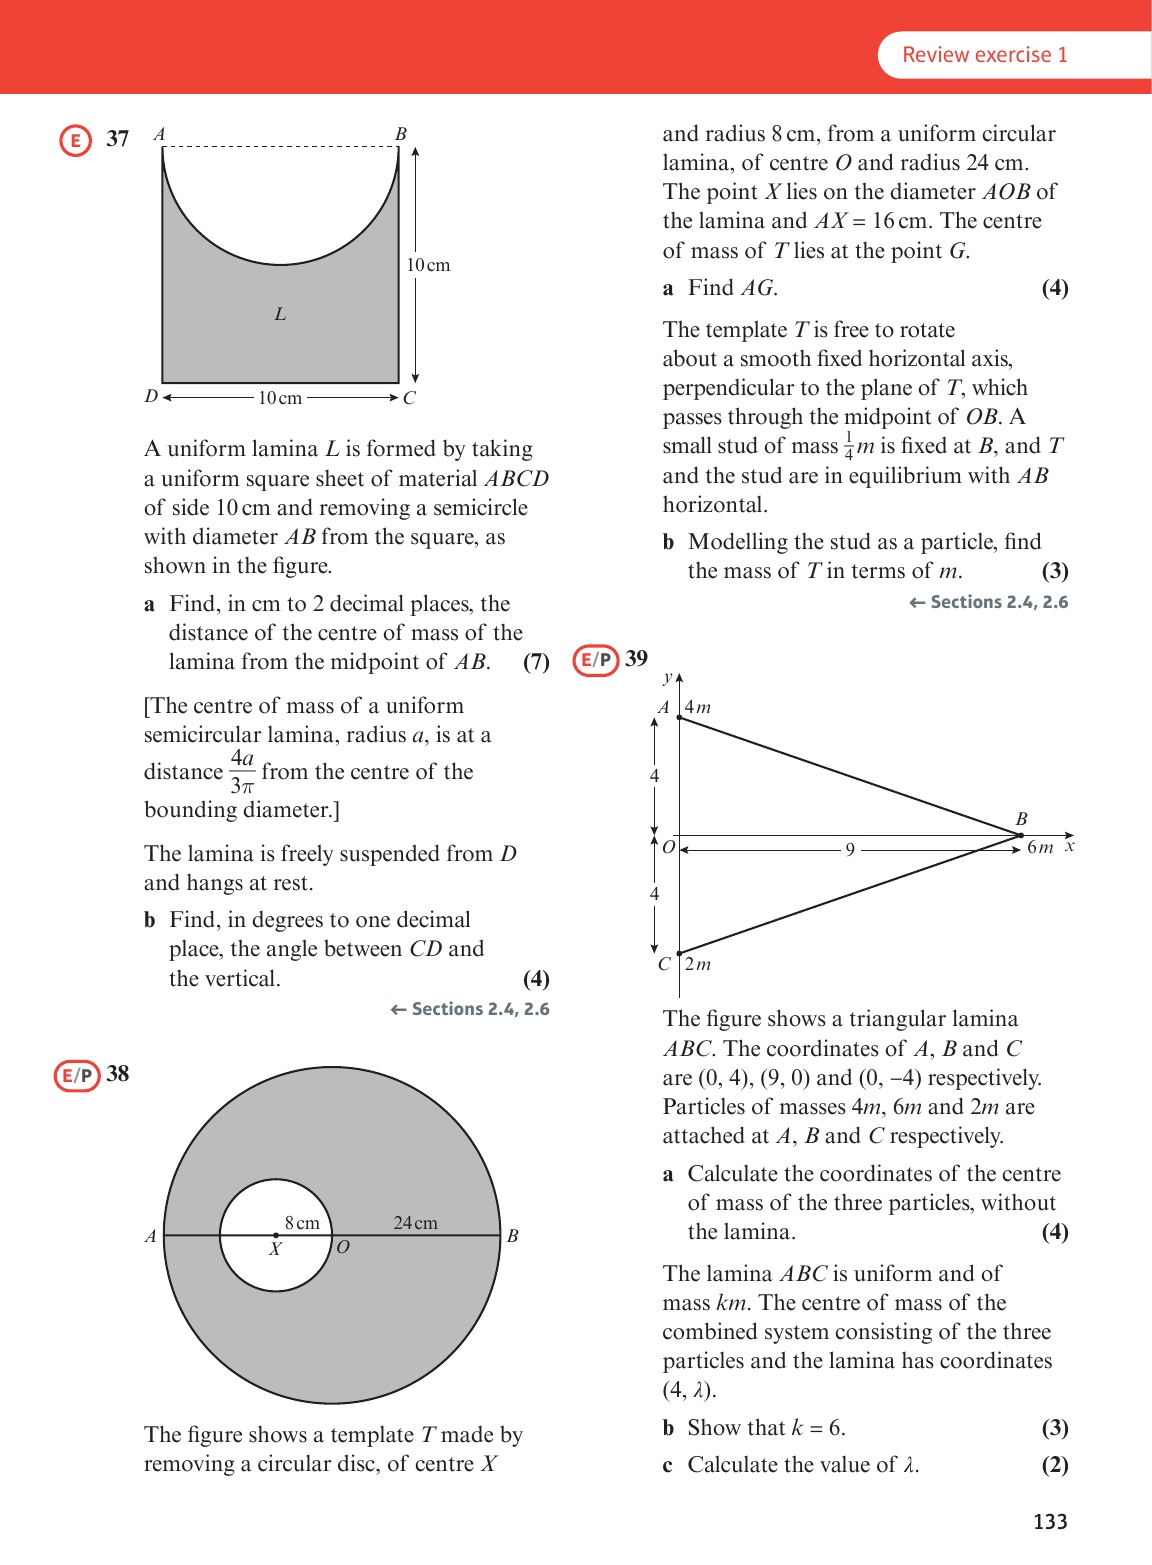 Review exercise 1
E 37
A B
10 cm
L
D 10 cm C
A uniform lamina L is formed by taking
a uniform square sheet of material ABCD
of side 10 cm and removing a semicircle
with diameter AB from the square, as
shown in the figure.
a Find, in cm to 2 decimal places, the
distance of the centre of mass of the
lamina from the midpoint of AB. (7)
[The centre of mass of a uniform
semicircular lamina, radius a, is at a
distance 4a/3π from the centre of the
bounding diameter.]
The lamina is freely suspended from D
and hangs at rest.
b Find, in degrees to one decimal
place, the angle between CD and
the vertical. (4)
← Sections 2.4, 2.6
E/P 38
8 cm 24 cm
A X O B
The figure shows a template T made by
removing a circular disc, of centre X
and radius 8 cm, from a uniform circular
lamina, of centre O and radius 24 cm.
The point X lies on the diameter AOB of
the lamina and AX = 16 cm. The centre
of mass of T lies at the point G.
a Find AG. (4)
The template T is free to rotate
about a smooth fixed horizontal axis,
perpendicular to the plane of T, which
passes through the midpoint of OB. A
small stud of mass ¼m is fixed at B, and T
and the stud are in equilibrium with AB
horizontal.
b Modelling the stud as a particle, find
the mass of T in terms of m. (3)
← Sections 2.4, 2.6
E/P 39
y
A 4m
4
B
O 9 6m x
4
C 2m
The figure shows a triangular lamina
ABC. The coordinates of A, B and C
are (0, 4), (9, 0) and (0, −4) respectively.
Particles of masses 4m, 6m and 2m are
attached at A, B and C respectively.
a Calculate the coordinates of the centre
of mass of the three particles, without
the lamina. (4)
The lamina ABC is uniform and of
mass km. The centre of mass of the
combined system consisting of the three
particles and the lamina has coordinates
(4, λ).
b Show that k = 6. (3)
c Calculate the value of λ. (2)
133